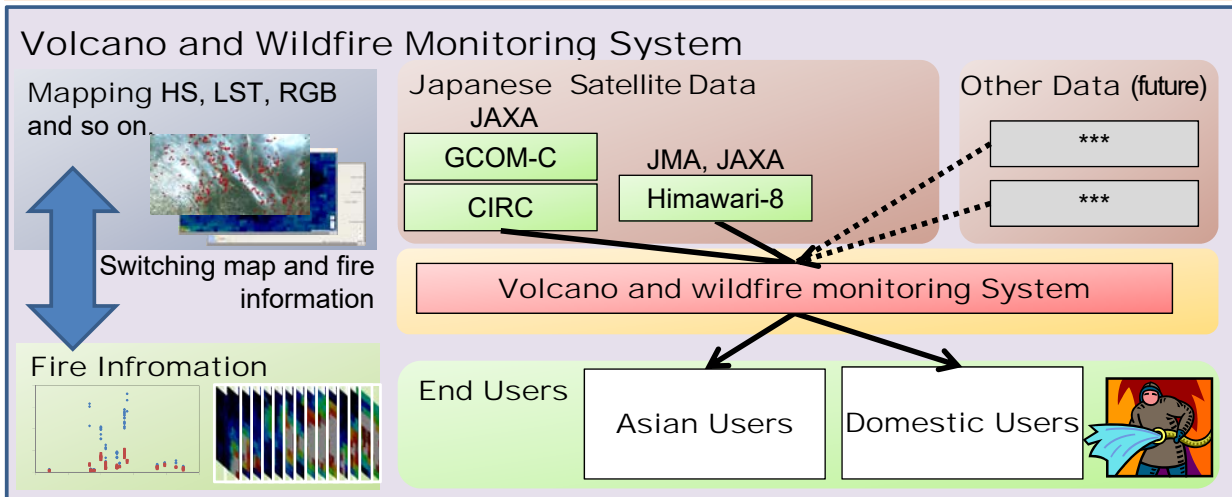 Volcano and Wildfire Monitoring System
Mapping HS, LST, RGB
and so on.
Switching map and fire
information
Fire Infromation
Japanese Satellite Data
JAXA
GCOM-C
CIRC
JMA, JAXA
Himawari-8
Other Data (future)
***
***
Volcano and wildfire monitoring System
End Users
Asian Users
Domestic Users